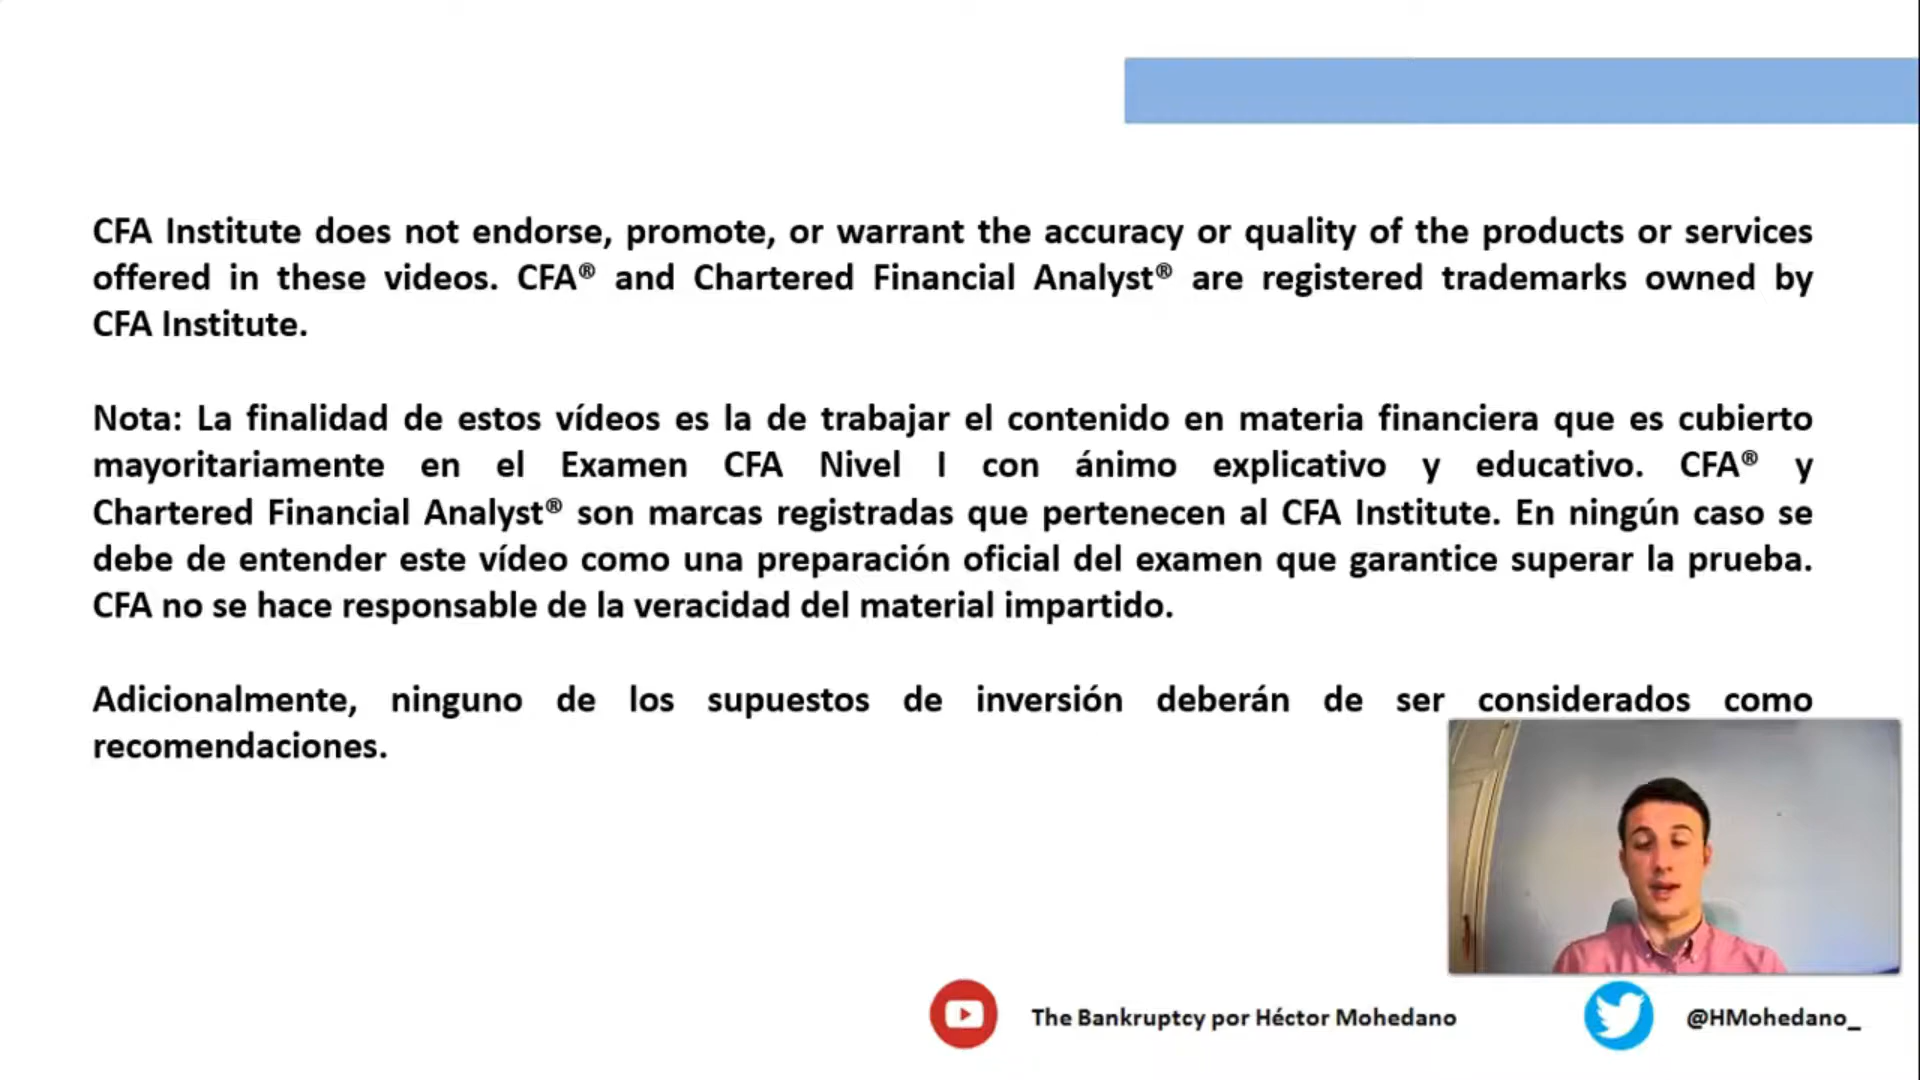 CFA Institute does not endorse, promote, or warrant the accuracy or quality of the products or services
offered in these videos. CFA® and Chartered Financial Analyst® are registered trademarks owned by
CFA Institute.
Nota: La finalidad de estos vídeos es la de trabajar el contenido en materia financiera que es cubierto
mayoritariamente en el Examen CFA Nivel I con ánimo explicativo y educativo. CFA® y
Chartered Financial Analyst® son marcas registradas que pertenecen al CFA Institute. En ningún caso se
debe de entender este vídeo como una preparación oficial del examen que garantice superar la prueba.
CFA no se hace responsable de la veracidad del material impartido.
Adicionalmente, ninguno de los supuestos de inversión deberán de ser considerados como
recomendaciones.
The Bankruptcy por Héctor Mohedano
@HMohedano_